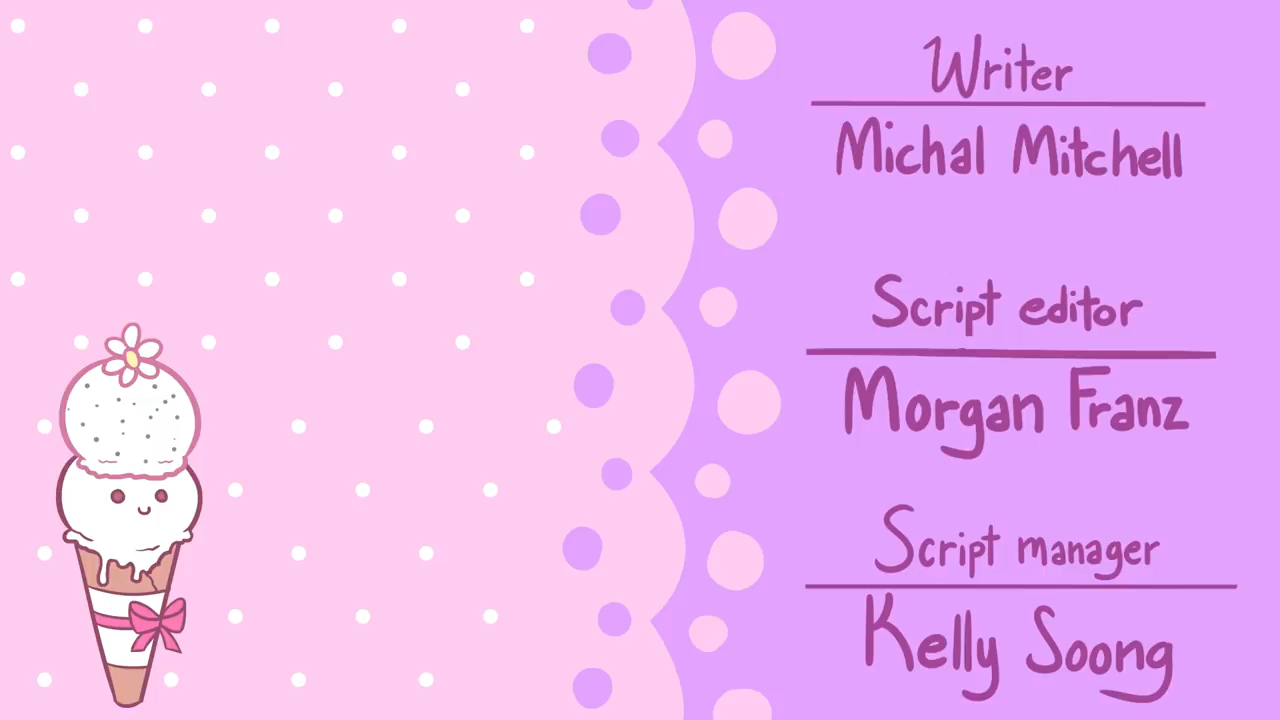 Writer
Michal Mitchell
Script editor
Morgan Franz
Script manager
Kelly Soong